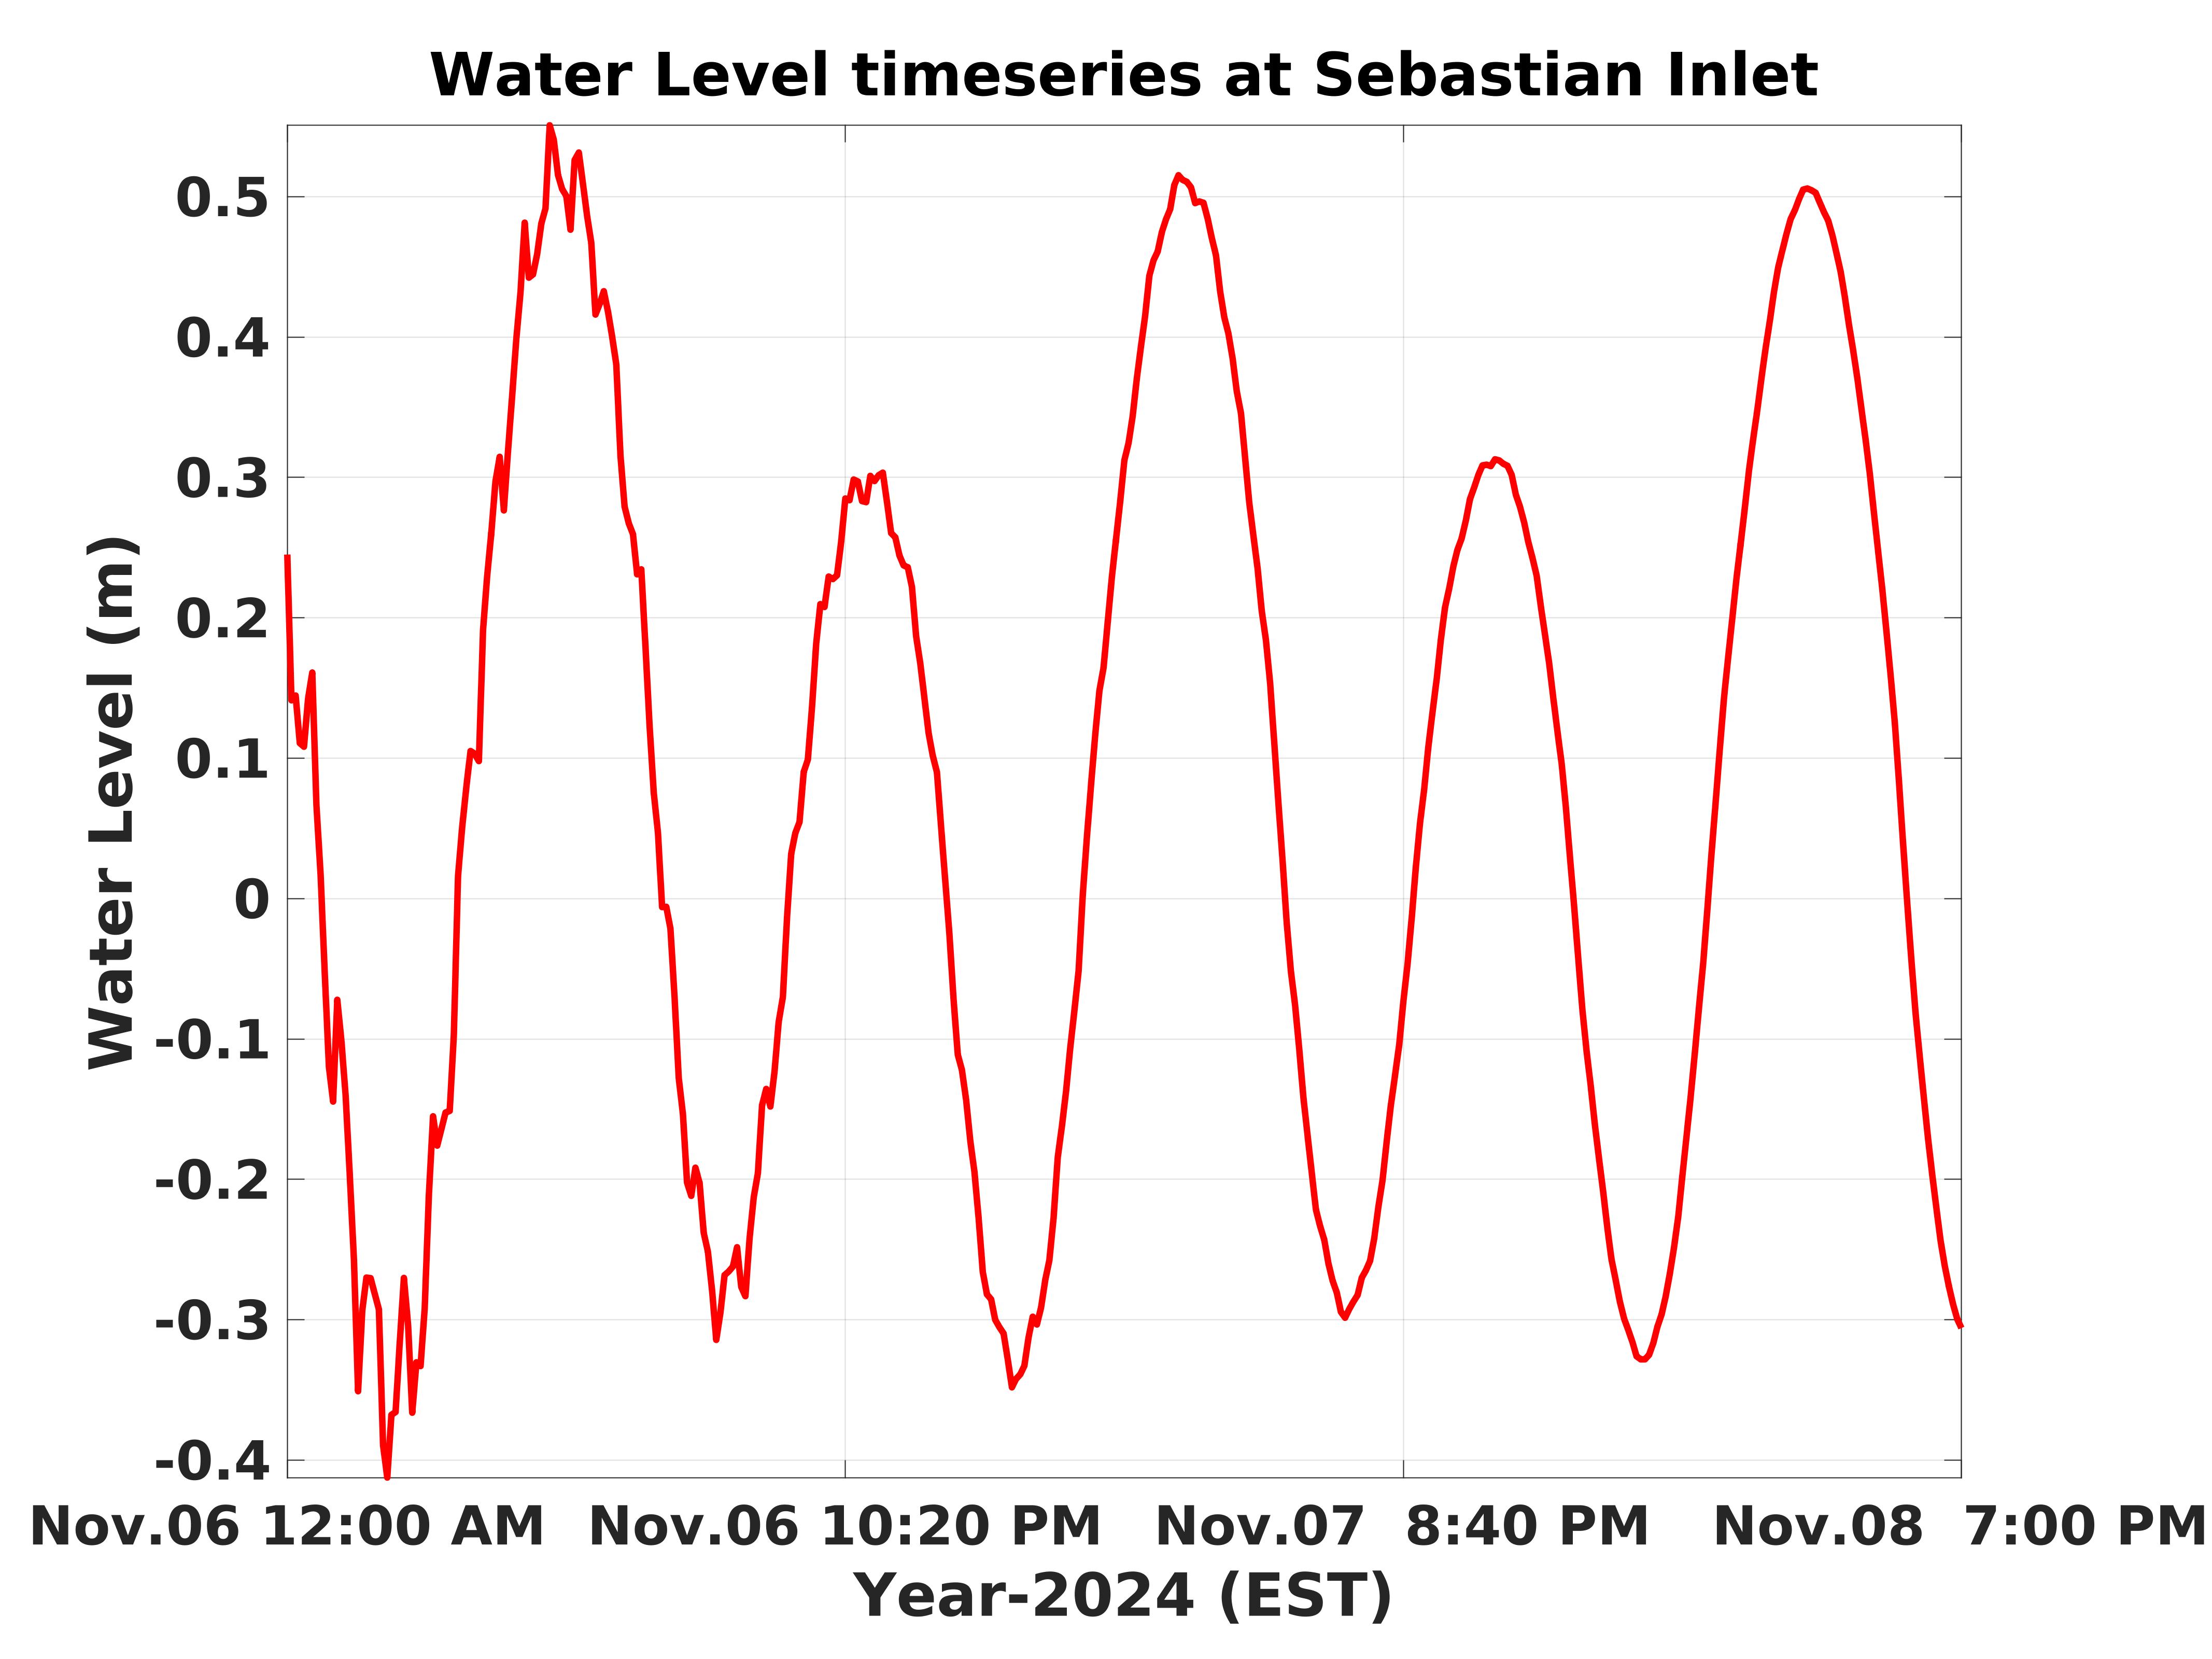 Water Level timeseries at Sebastian Inlet
Water Level (m)
0.5
0.4
0.3
0.2
0.1
0
-0.1
-0.2
-0.3
-0.4
Nov.06 12:00 AM Nov.06 10:20 PM Nov.07 8:40 PM Nov.08 7:00 PM
Year-2024 (EST)